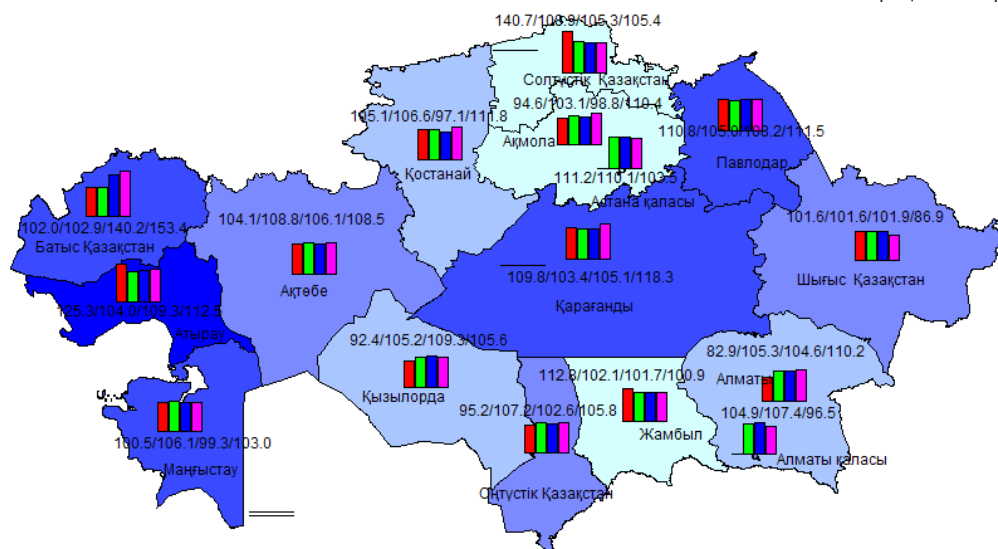 140.7/108.9/105.3/105.4
Солтүстік Қазақстан
94.6/103.1/98.8/110.4
Ақмола
105.1/106.6/97.1/111.8
Қостанай
110.8/105.0/108.2/111.5
Павлодар
111.2/110.1/103.5
Астана қаласы
102.0/102.9/140.2/153.4
Батыс Қазақстан
104.1/108.8/106.1/108.5
Ақтөбе
101.6/101.6/101.9/86.9
Шығыс Қазақстан
109.8/103.4/105.1/118.3
Қарағанды
125.3/104.0/109.3/112.5
Атырау
92.4/105.2/109.3/105.6
Қызылорда
82.9/105.3/104.6/110.2
Алматы
112.8/102.1/101.7/100.9
Жамбыл
95.2/107.2/102.6/105.8
Оңтүстік Қазақстан
104.9/107.4/96.5
Алматы қаласы
100.5/106.1/99.3/103.0
Маңғыстау